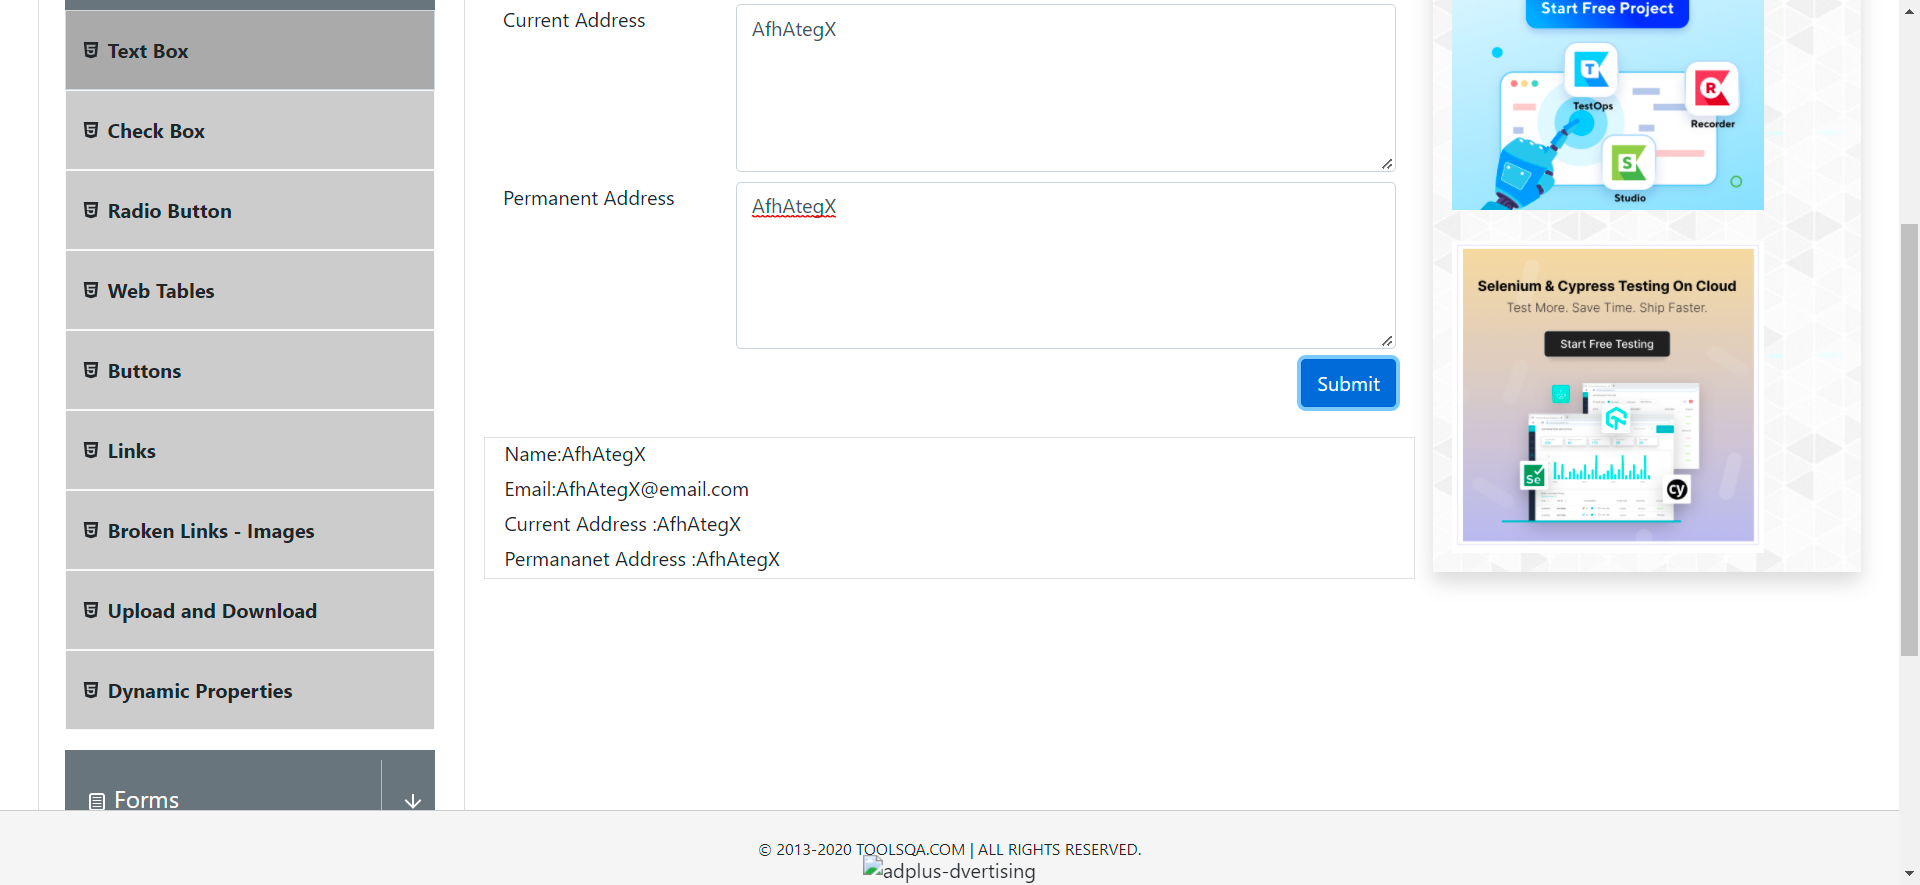 Text Box
Check Box
Radio Button
Web Tables
Buttons
Links
Broken Links - Images
Upload and Download
Dynamic Properties
Forms
Current Address
AfhAtegX
Permanent Address
AfhAtegX
Submit
Name:AfhAtegX
Email:AfhAtegX@email.com
Current Address :AfhAtegX
Permananet Address :AfhAtegX
Start Free Project
T
TestOps
R
Recorder
S
Studio
Selenium & Cypress Testing On Cloud
Test More. Save Time. Ship Faster.
Start Free Testing
Se
cy
© 2013-2020 TOOLSQA.COM | ALL RIGHTS RESERVED.
adplus-dvertising